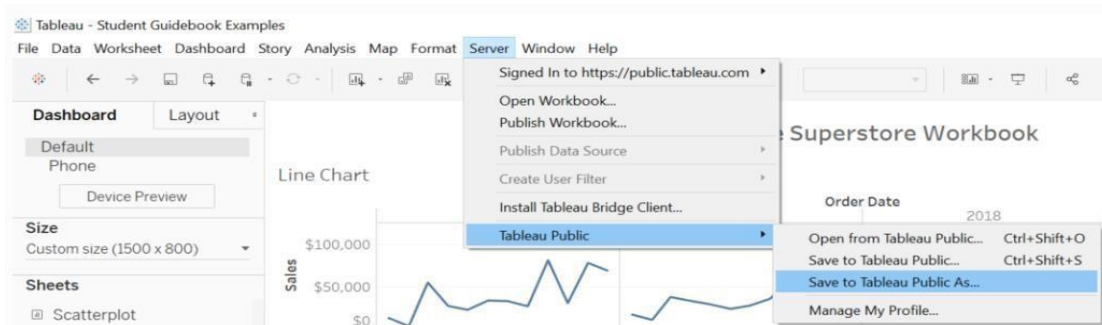 Tableau - Student Guidebook Examples
File Data Worksheet Dashboard Story Analysis Map Format Server Window Help
Signed In to https://public.tableau.com
Open Workbook...
Publish Workbook...
Publish Data Source
Create User Filter
Install Tableau Bridge Client...
Tableau Public
Open from Tableau Public... Ctrl+Shift+O
Save to Tableau Public... Ctrl+Shift+S
Save to Tableau Public As...
Manage My Profile...
Dashboard Layout
Default
Phone
Device Preview
Size
Custom size (1500 x 800)
Sheets
Scatterplot
Superstore Workbook
Line Chart
Order Date
2018
Sales
$100,000
$50,000
$0